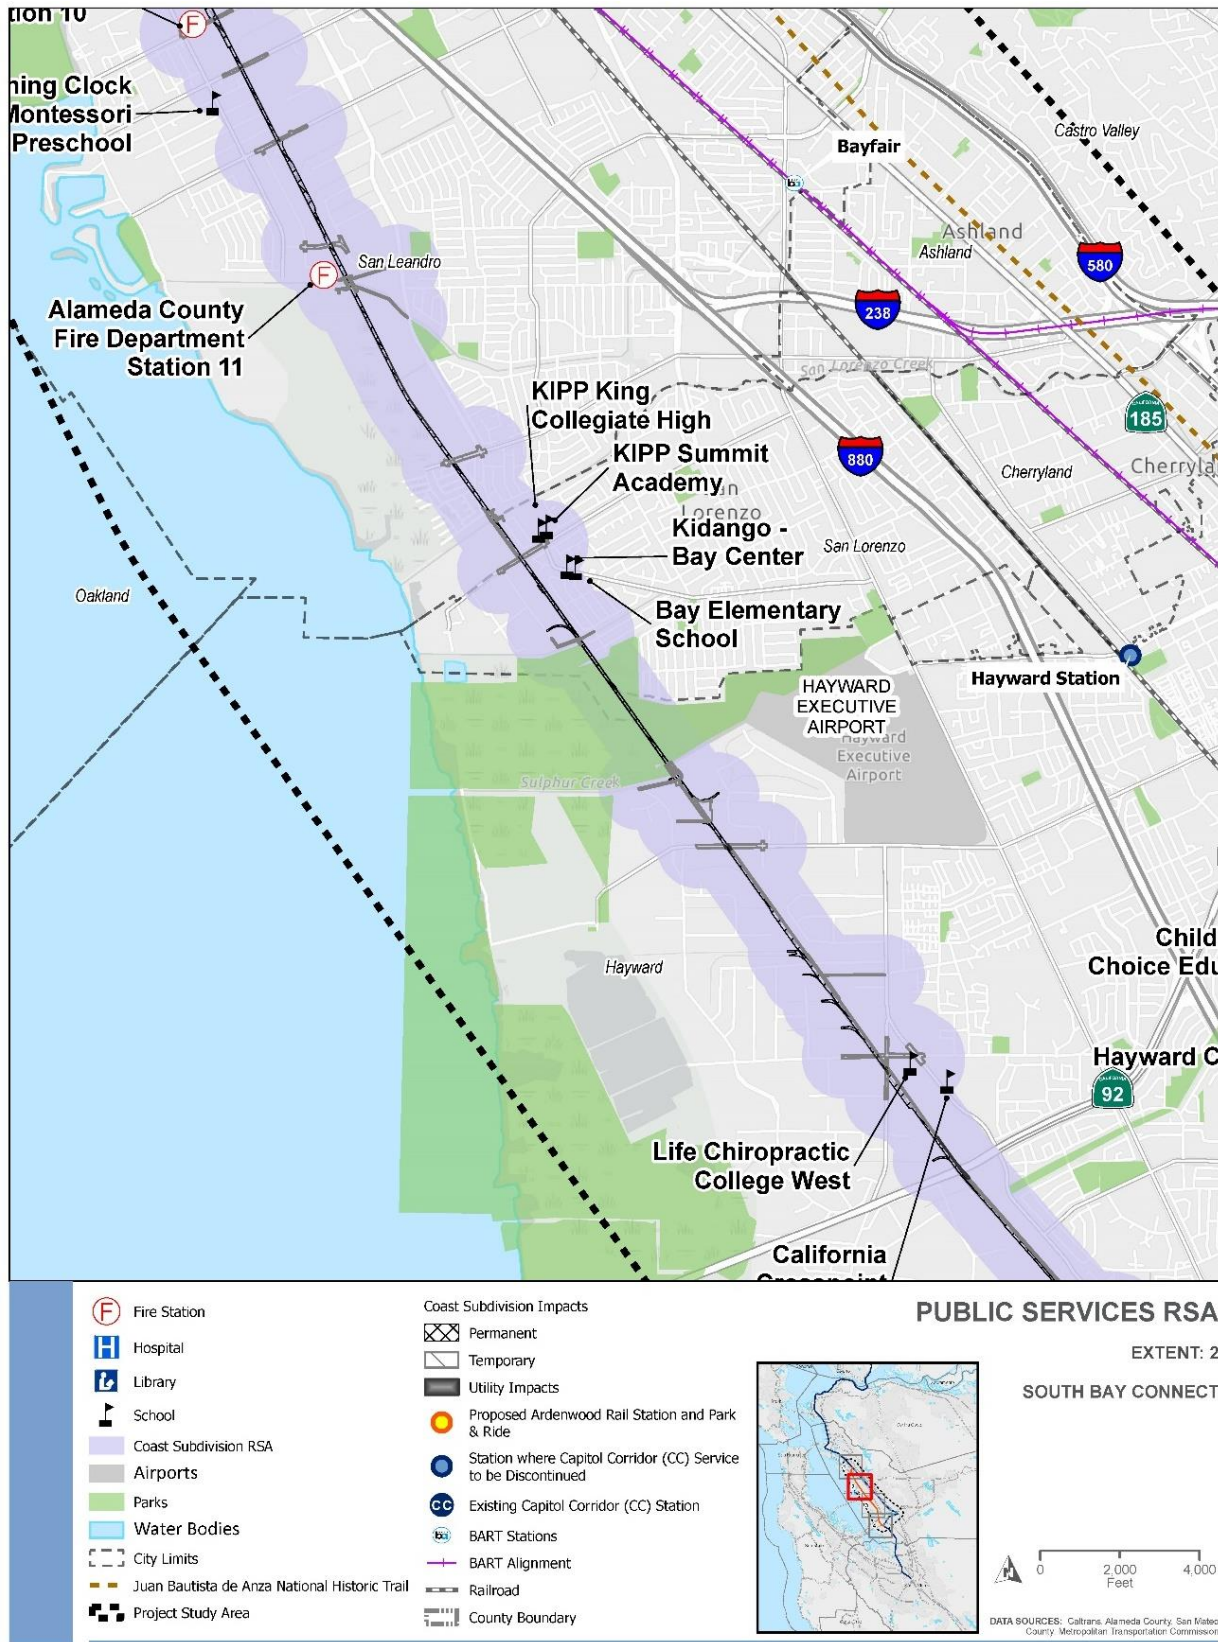 tion 10
F
ning Clock
Montessori
Preschool
Castro Valley
Bayfair
Ashland
Ashland
San Leandro
F
580
238
Alameda County
Fire Department
Station 11
San Lorenzo Creek
KIPP King
Collegiate High
CALIFORNIA
185
KIPP Summit
Academy
880
Cherryland
Cherryla
San
Lorenzo
Kidango -
Bay Center
San Lorenzo
Oakland
Bay Elementary
School
Hayward Station
HAYWARD
EXECUTIVE
AIRPORT
Hayward
Executive
Airport
Sulphur Creek
Child
Choice Edu
Hayward
Hayward C
CALIFORNIA
92
Life Chiropractic
College West
California
Crosspoint
F Fire Station
H Hospital
Library
School
Coast Subdivision RSA
Airports
Parks
Water Bodies
City Limits
Juan Bautista de Anza National Historic Trail
Project Study Area
Coast Subdivision Impacts
Permanent
Temporary
Utility Impacts
Proposed Ardenwood Rail Station and Park
& Ride
Station where Capitol Corridor (CC) Service
to be Discontinued
CC Existing Capitol Corridor (CC) Station
BART Stations
BART Alignment
Railroad
County Boundary
PUBLIC SERVICES RSA
EXTENT: 2
SOUTH BAY CONNECT
0 2,000 4,000
Feet
DATA SOURCES: Caltrans, Alameda County, San Mateo
County, Metropolitan Transportation Commission